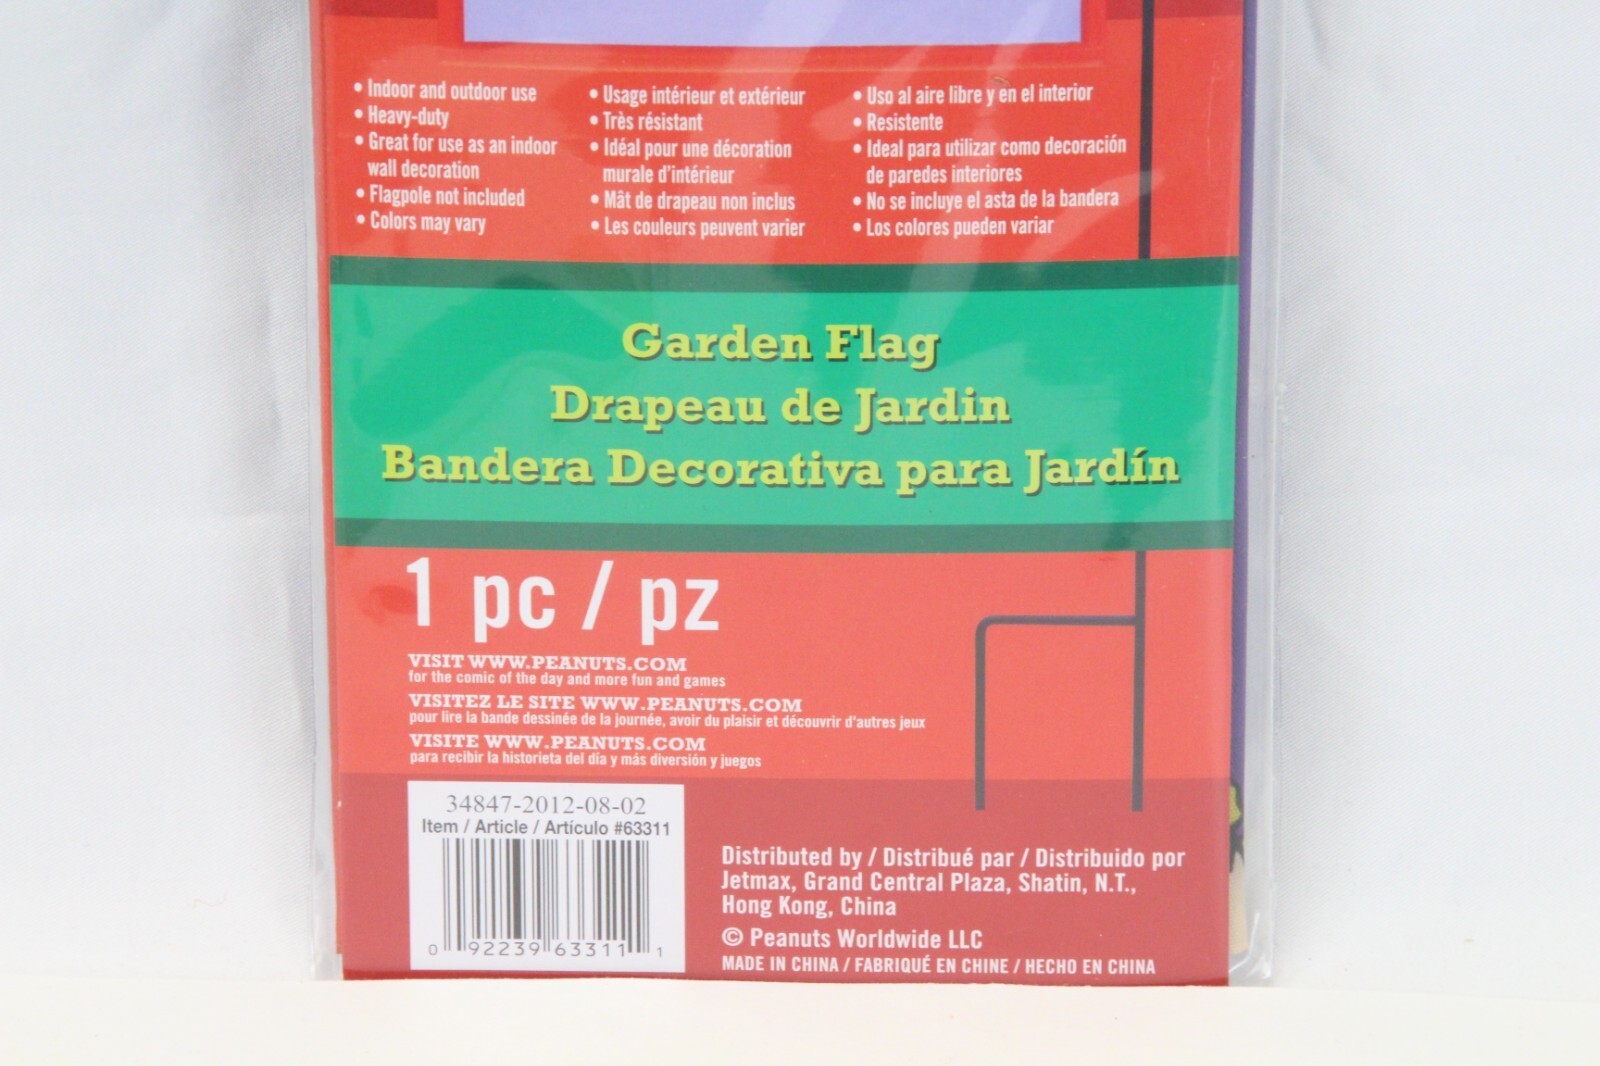 • Indoor and outdoor use
• Heavy-duty
• Great for use as an indoor
wall decoration
• Flagpole not included
• Colors may vary
• Usage intérieur et extérieur
• Très résistant
• Idéal pour une décoration
murale d'intérieur
• Mât de drapeau non inclus
• Les couleurs peuvent varier
• Uso al aire libre y en el interior
• Resistente
• Ideal para utilizar como decoración
de paredes interiores
• No se incluye el asta de la bandera
• Los colores pueden variar
Garden Flag
Drapeau de Jardin
Bandera Decorativa para Jardín
1 pc / pz
VISIT WWW.PEANUTS.COM
for the comic of the day and more fun and games
VISITEZ LE SITE WWW.PEANUTS.COM
pour lire la bande dessinée de la journée, avoir du plaisir et découvrir d'autres jeux
VISITE WWW.PEANUTS.COM
para recibir la historieta del día y más diversión y juegos
34847-2012-08-02
Item / Article / Artículo #63311
0 92239 63311 1
Distributed by / Distribué par / Distribuido por
Jetmax, Grand Central Plaza, Shatin, N.T.,
Hong Kong, China
© Peanuts Worldwide LLC
MADE IN CHINA / FABRIQUÉ EN CHINE / HECHO EN CHINA